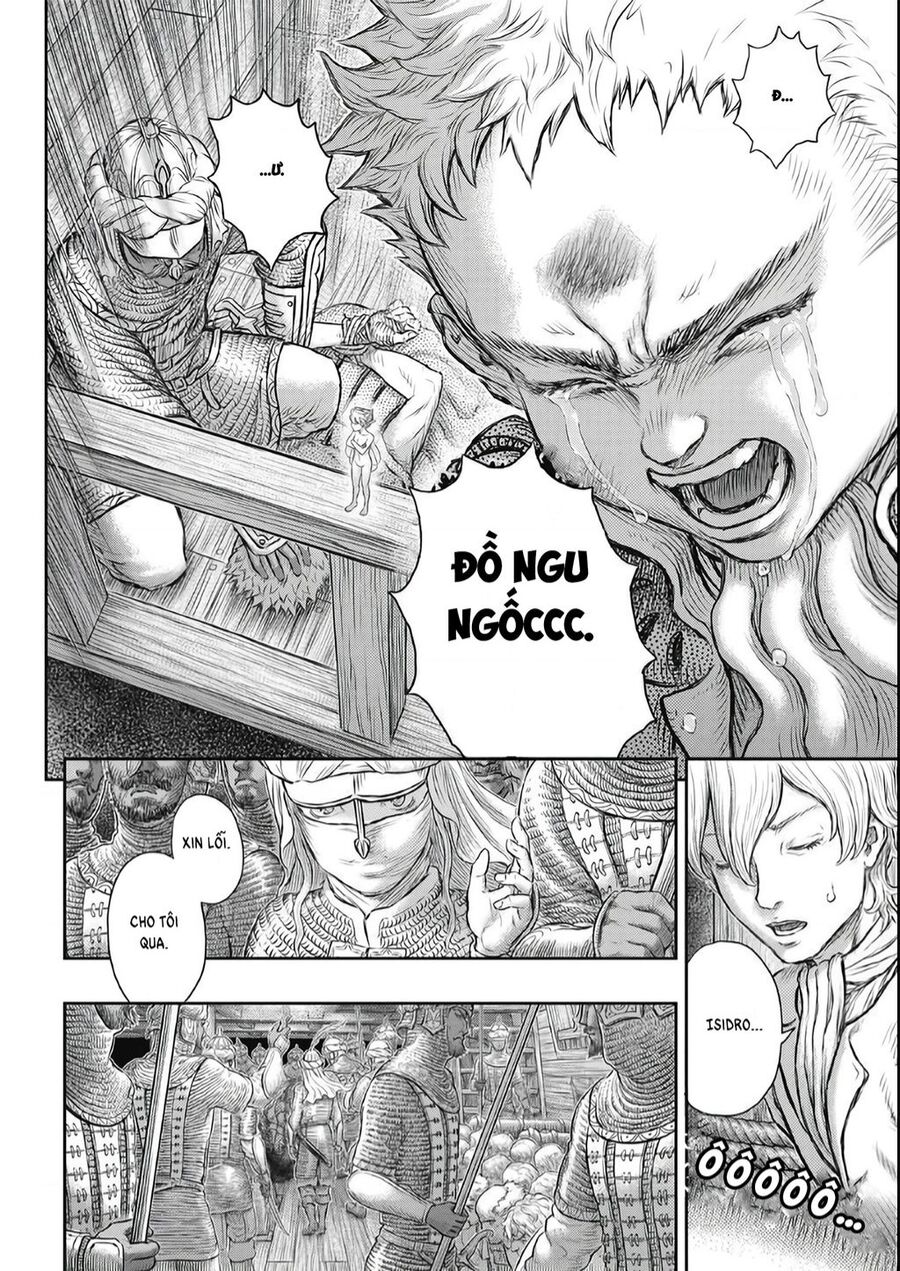 Đ...
...Ư.
ĐỒ NGU
NGỐCCC.
ISIDRO...
ÔÔÔÔÔ...
XIN LỖI.
CHO TÔI
QUA.